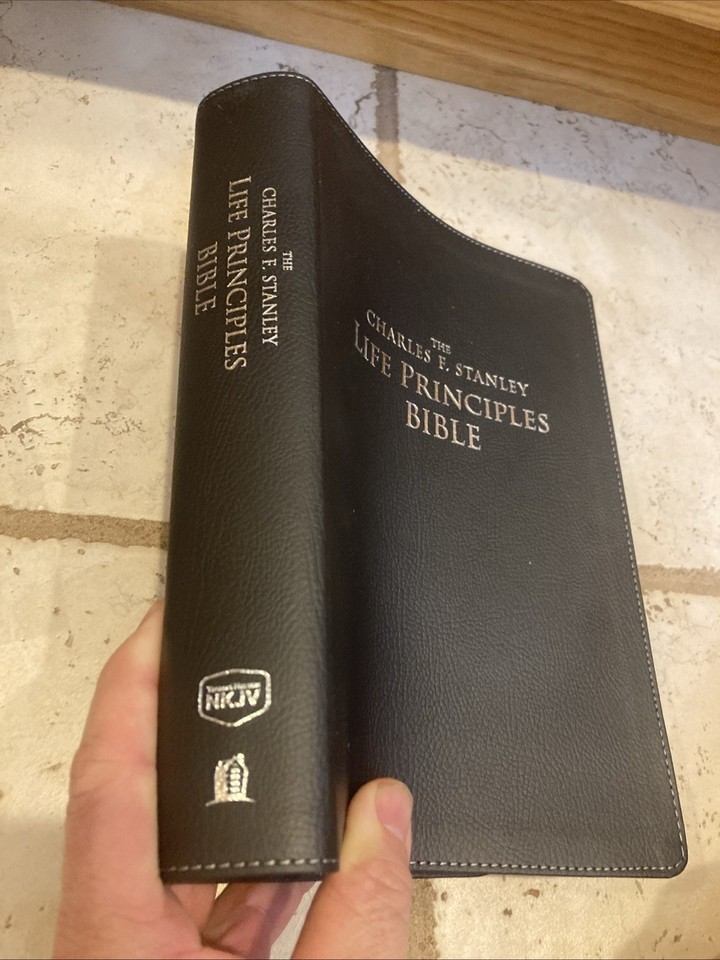 THE
CHARLES F. STANLEY
LIFE PRINCIPLES
BIBLE
NKJV
THE
CHARLES F. STANLEY
LIFE PRINCIPLES
BIBLE